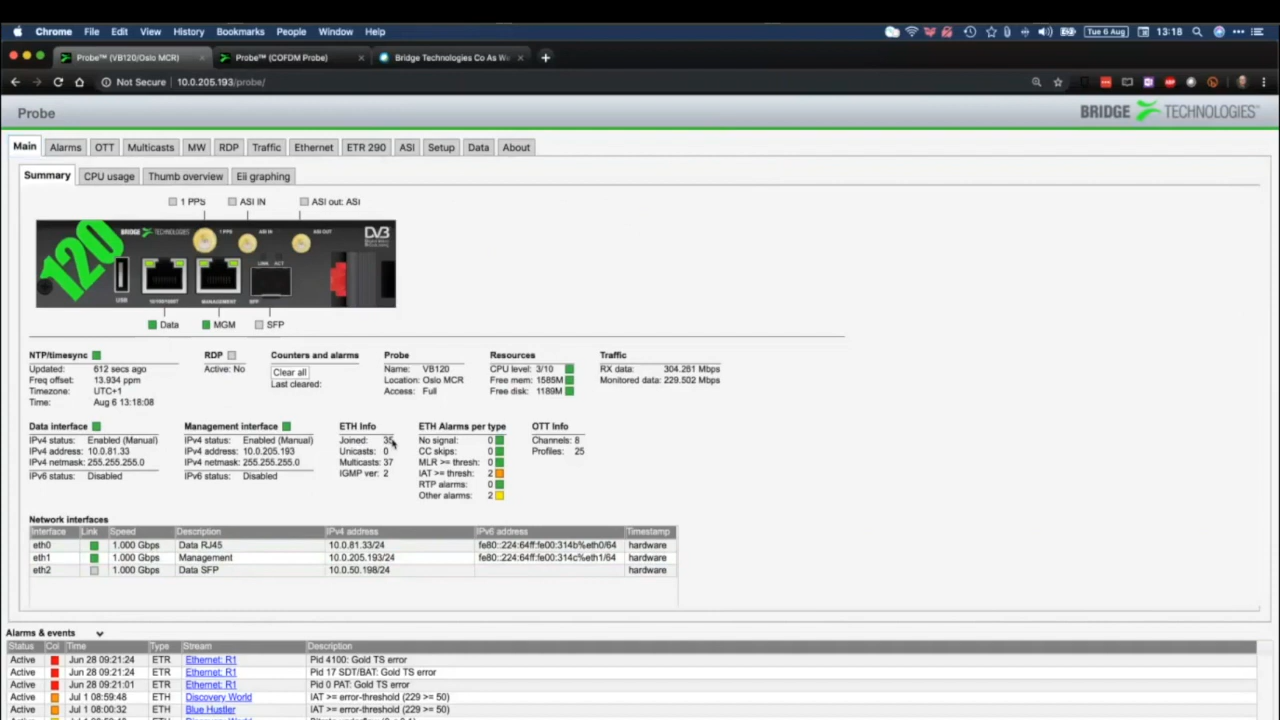 Chrome File Edit View History Bookmarks People Window Help Tue 6 Aug 13:18
Probe™ (VB120/Oslo MCR) Probe™ (COFDM Probe) Bridge Technologies Co As W
Not Secure 10.0.205.193/probe/
Probe BRIDGE TECHNOLOGIES
Main Alarms OTT Multicasts MW RDP Traffic Ethernet ETR 290 ASI Setup Data About
Summary CPU usage Thumb overview Eii graphing
1 PPS ASI IN ASI out: ASI
120 BRIDGE TECHNOLOGIES 1 PPS ASI IN ASI OUT DVB
LINK ACT
USB MANAGEMENT SFP
Data MGM SFP
NTP/timesync RDP Counters and alarms Probe Resources Traffic
Updated: 612 secs ago Active: No Clear all Name: VB120 CPU level: 3/10 RX data: 304.281 Mbps
Freq offset: 13.934 ppm Last cleared: Location: Oslo MCR Free mem: 1585M Monitored data: 229.502 Mbps
Timezone: UTC+1 Access: Full Free disk: 1189M
Time: Aug 6 13:18:08
Data interface Management interface ETH Info ETH Alarms per type OTT Info
IPv4 status: Enabled (Manual) IPv4 status: Enabled (Manual) Joined: No signal: 0 Channels: 8
IPv4 address: 10.0.81.33 IPv4 address: 10.0.205.193 Unicasts: 0 CC skips: 0 Profiles: 25
IPv4 netmask: 255.255.255.0 IPv4 netmask: 255.255.255.0 Multicasts: 37 MLR >= thresh: 0
IPv6 status: Disabled IPv6 status: Disabled IGMP ver: 2 IAT >= thresh: 2
RTP alarms: 0
Other alarms: 2
Network interfaces
Interface Link Speed Description IPv4 address IPv6 address Timestamp
eth0 1.000 Gbps Data RJ45 10.0.81.33/24 fe80::224:64ff:fe00:314b%eth0/64 hardware
eth1 1.000 Gbps Management 10.0.205.193/24 fe80::224:64ff:fe00:314c%eth1/64 hardware
eth2 1.000 Gbps Data SFP 10.0.50.198/24 hardware
Alarms & events
Status Col Time Type Stream Description
Active Jun 28 09:21:24 ETR Ethernet: R1 Pid 4100: Gold TS error
Active Jun 28 09:21:24 ETR Ethernet: R1 Pid 17 SDT/BAT: Gold TS error
Active Jun 28 09:21:01 ETR Ethernet: R1 Pid 0 PAT: Gold TS error
Active Jul 1 08:59:48 ETH Discovery World IAT >= error-threshold (229 >= 50)
Active Jul 1 08:00:32 ETH Blue Hustler IAT >= error-threshold (229 >= 50)